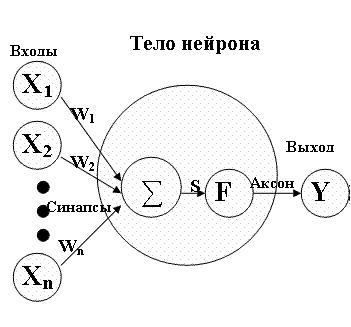 Тело нейрона
Входы
X1
W1
X2
W2
Синапсы
Wn
Xn
∑
S
F
Аксон
Выход
Y